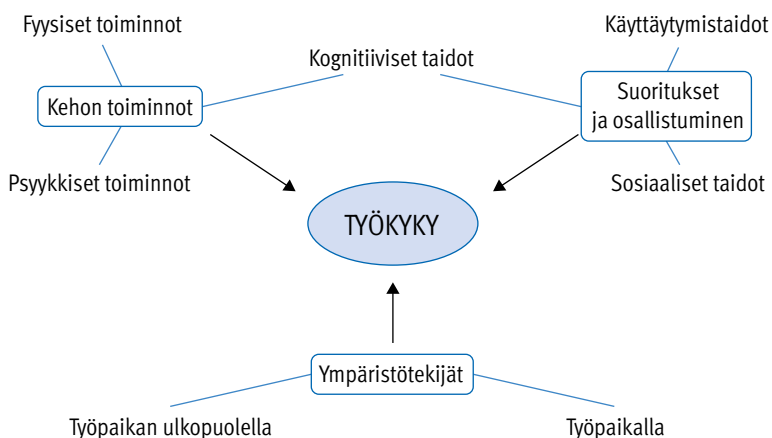 Fyysiset toiminnot
Käyttäytymistaidot
Kognitiiviset taidot
Kehon toiminnot
Suoritukset
ja osallistuminen
Psyykkiset toiminnot
Sosiaaliset taidot
TYÖKYKY
Ympäristötekijät
Työpaikan ulkopuolella
Työpaikalla